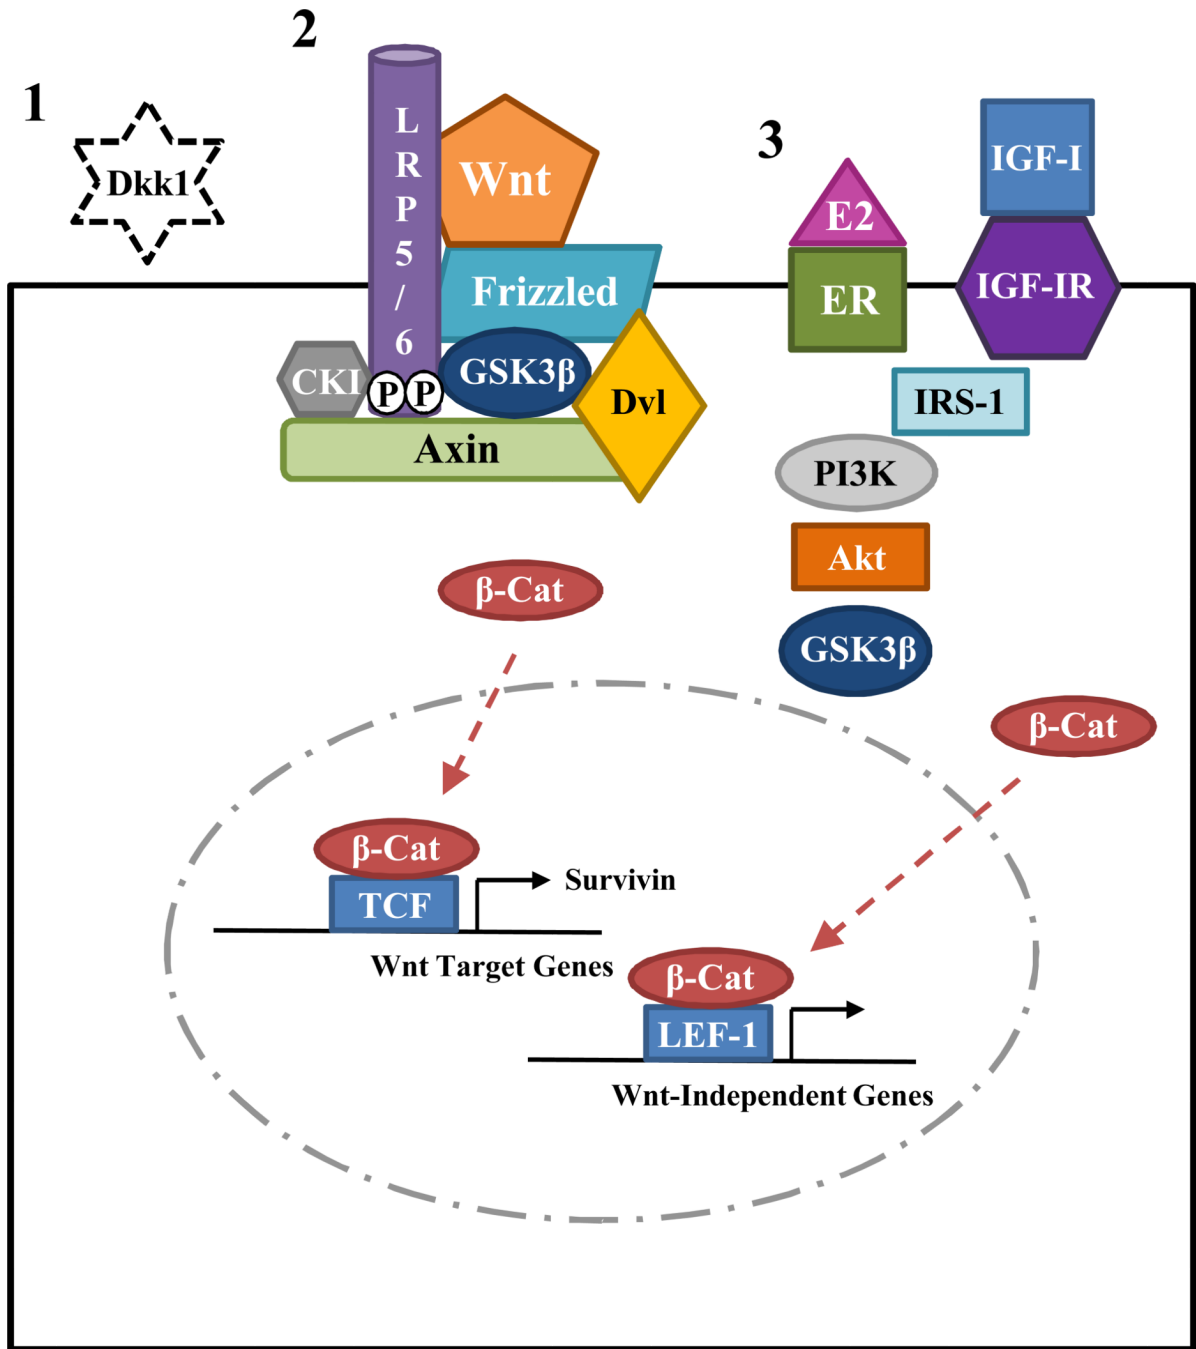 1
Dkk1
2
LRP5/6
Wnt
Frizzled
CKI
P P
GSK3β
Dvl
Axin
3
E2
ER
IGF-I
IGF-IR
IRS-1
PI3K
Akt
GSK3β
β-Cat
β-Cat
β-Cat
TCF
Survivin
Wnt Target Genes
β-Cat
LEF-1
Wnt-Independent Genes